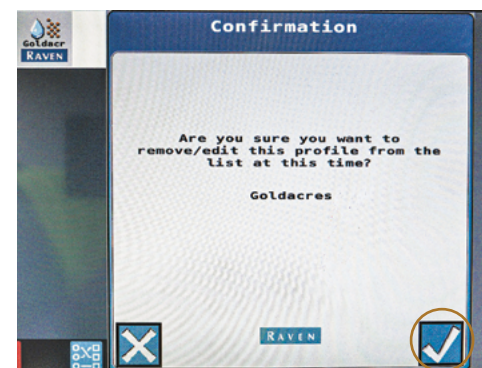 Confirmation
Goldacr
RAVEN
Are you sure you want to
remove/edit this profile from the
list at this time?
Goldacres
RAVEN